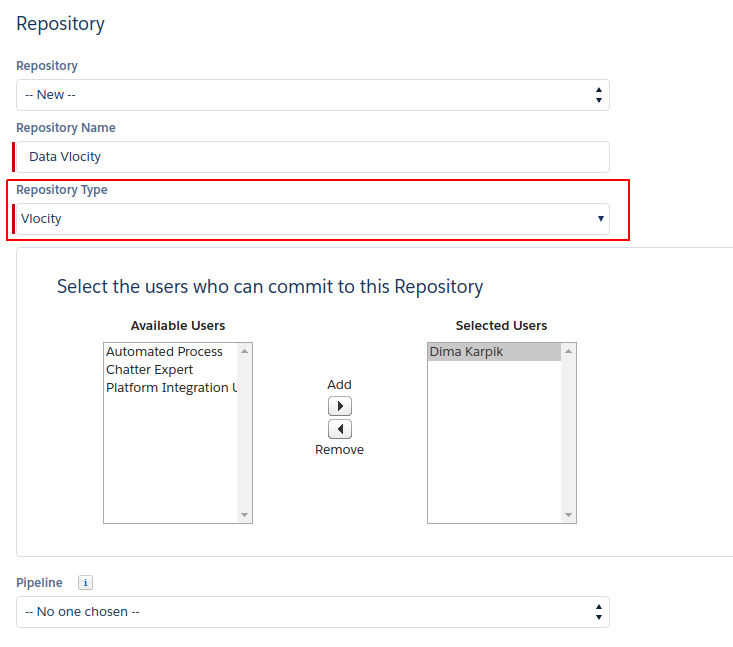 Repository
Repository
-- New --
Repository Name
Data Vlocity
Repository Type
Vlocity
Select the users who can commit to this Repository
Available Users
Selected Users
Automated Process
Chatter Expert
Platform Integration U
Dima Karpik
Add
Remove
Pipeline i
-- No one chosen --